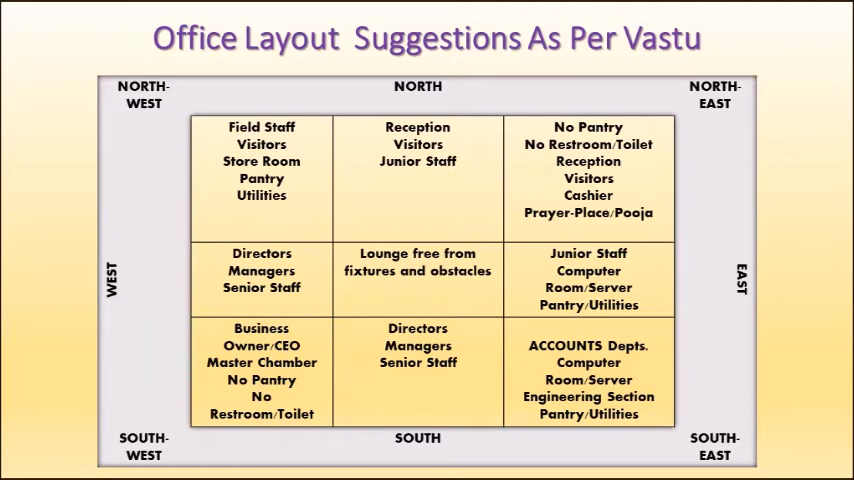 Office Layout  Suggestions As Per Vastu
NORTH-
WEST
NORTH
NORTH-
EAST
Field Staff
Visitors
Store Room
Pantry
Utilities
Reception
Visitors
Junior Staff
No Pantry
No Restroom/Toilet
Reception
Visitors
Cashier
Prayer-Place/Pooja
WEST
Directors
Managers
Senior Staff
Lounge free from
fixtures and obstacles
Junior Staff
Computer
Room/Server
Pantry/Utilities
EAST
Business
Owner/CEO
Master Chamber
No Pantry
No
Restroom/Toilet
Directors
Managers
Senior Staff
ACCOUNTS Depts.
Computer
Room/Server
Engineering Section
Pantry/Utilities
SOUTH-
WEST
SOUTH
SOUTH-
EAST